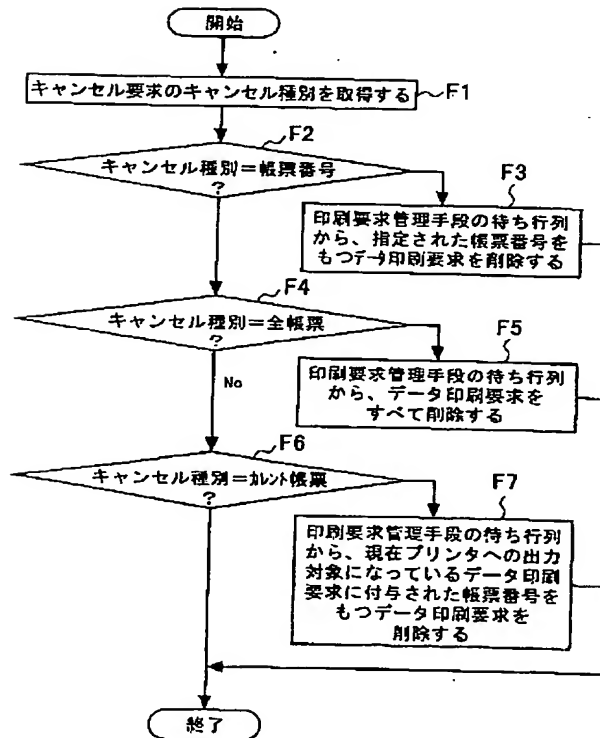 開始
キャンセル要求のキャンセル種別を取得する
F1
F2
キャンセル種別＝帳票番号
？
F3
印刷要求管理手段の待ち行列
から、指定された帳票番号を
もつデータ印刷要求を削除する
F4
キャンセル種別＝全帳票
？
F5
印刷要求管理手段の待ち行列
から、データ印刷要求を
すべて削除する
No
F6
キャンセル種別＝カレント帳票
？
F7
印刷要求管理手段の待ち行列
から、現在プリンタへの出力
対象になっているデータ印刷
要求に付与された帳票番号を
もつデータ印刷要求を
削除する
終了